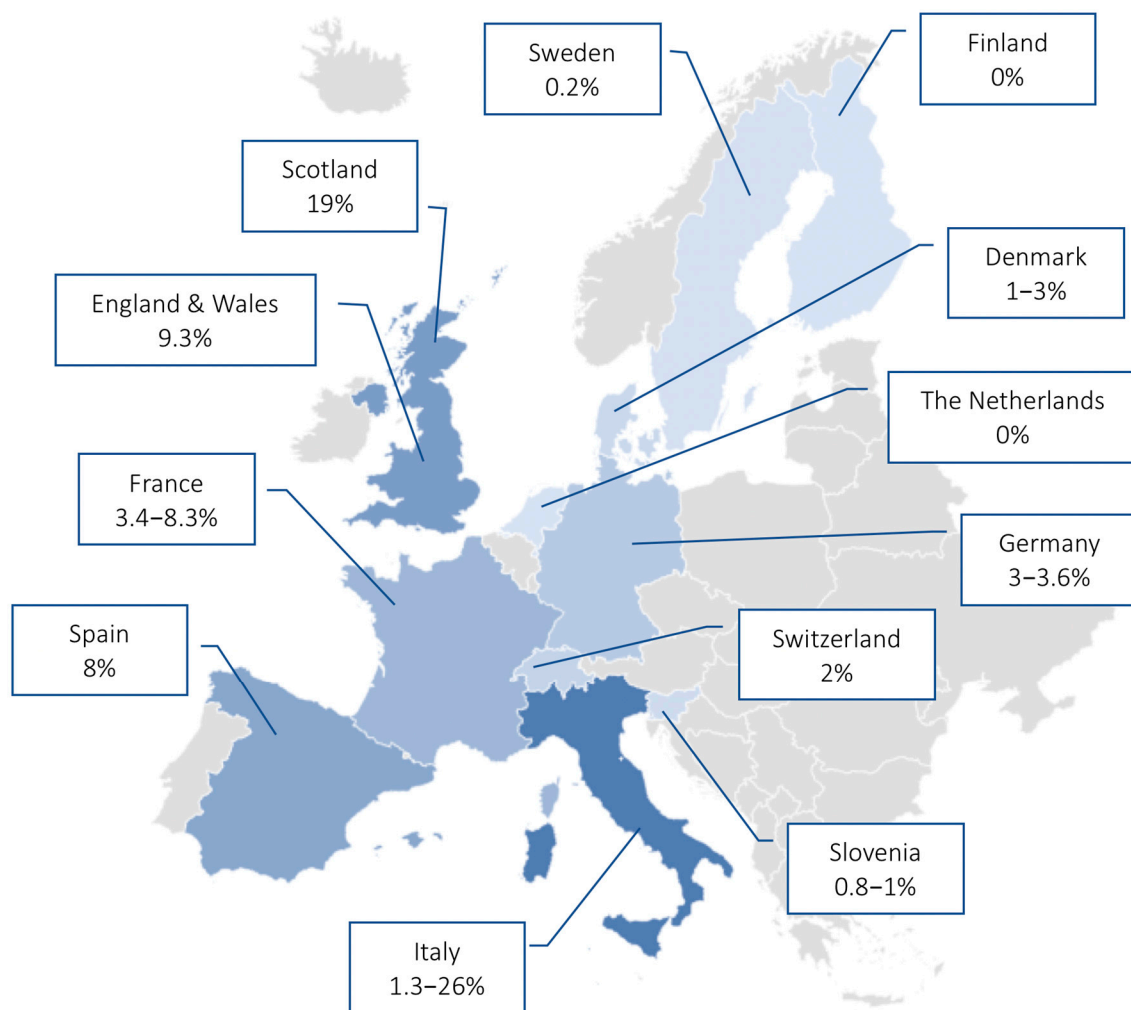 Sweden
0.2%
Finland
0%
Scotland
19%
Denmark
1–3%
England & Wales
9.3%
The Netherlands
0%
France
3.4–8.3%
Germany
3–3.6%
Spain
8%
Switzerland
2%
Slovenia
0.8–1%
Italy
1.3–26%